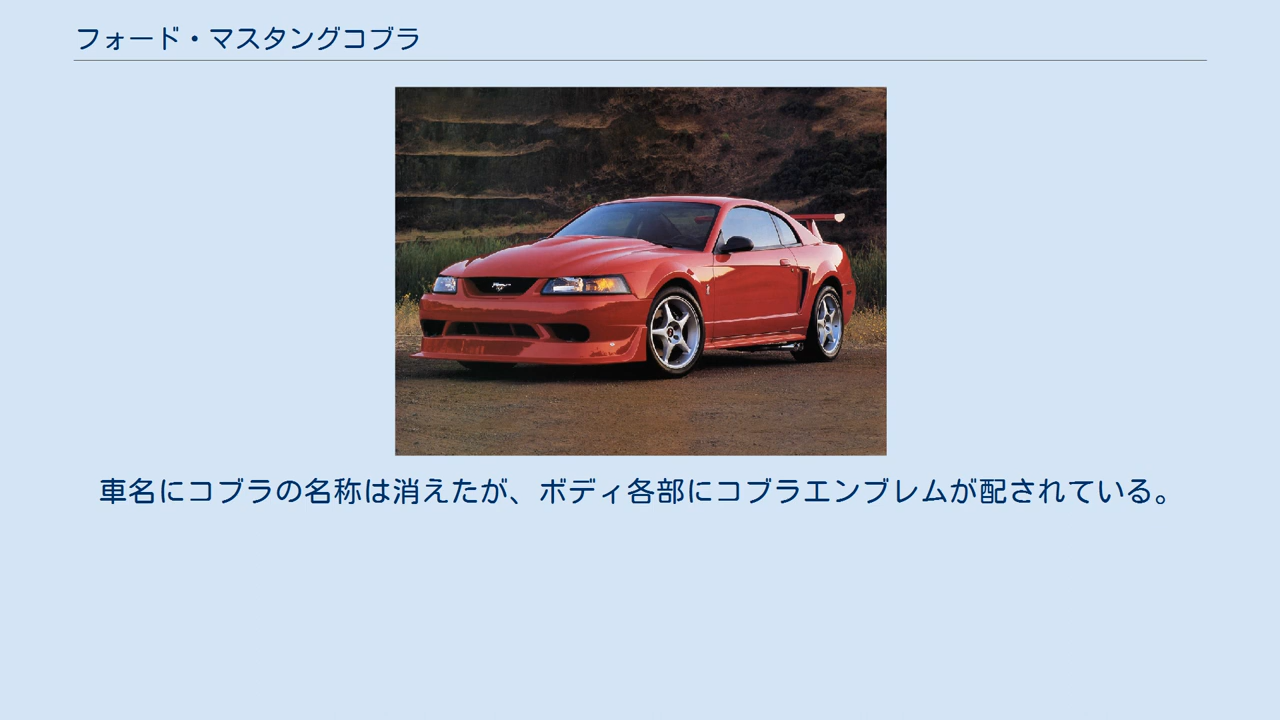 フォード・マスタングコブラ
車名にコブラの名称は消えたが、ボディ各部にコブラエンブレムが配されている。